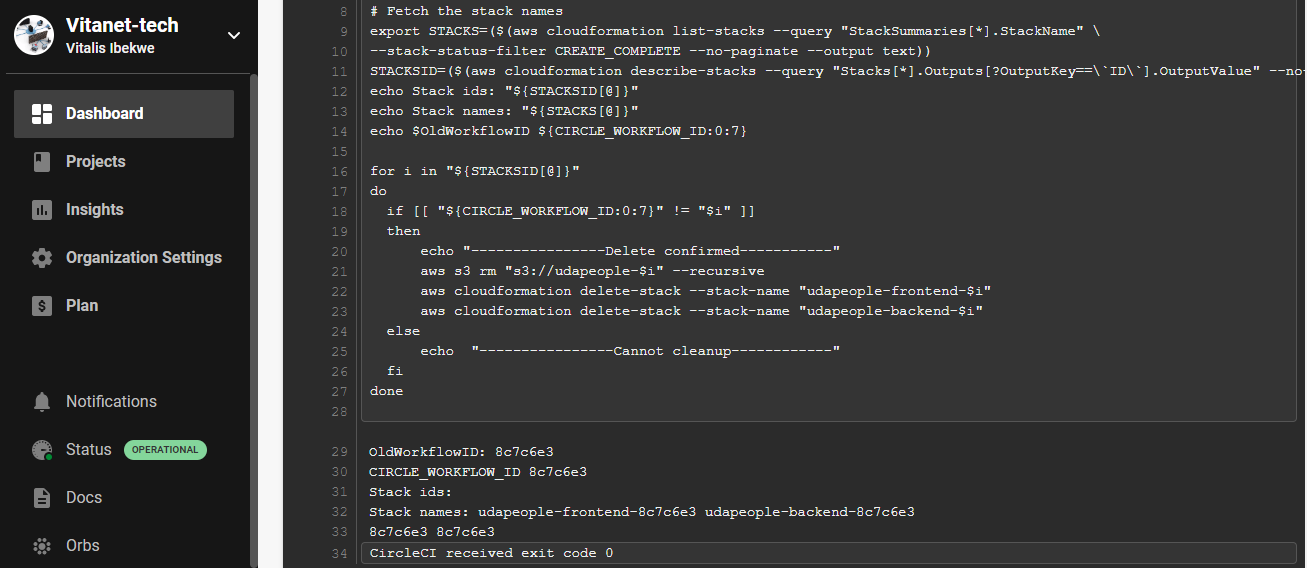 Vitanet-tech
Vitalis Ibekwe
Dashboard
Projects
Insights
Organization Settings
Plan
Notifications
Status OPERATIONAL
Docs
Orbs
8 # Fetch the stack names
9 export STACKS=($(aws cloudformation list-stacks --query "StackSummaries[*].StackName" \
10 --stack-status-filter CREATE_COMPLETE --no-paginate --output text))
11 STACKSID=($(aws cloudformation describe-stacks --query "Stacks[*].Outputs[?OutputKey==\`ID\`].OutputValue" --no-
12 echo Stack ids: "${STACKSID[@]}"
13 echo Stack names: "${STACKS[@]}"
14 echo $OldWorkflowID ${CIRCLE_WORKFLOW_ID:0:7}
15
16 for i in "${STACKSID[@]}"
17 do
18   if [[ "${CIRCLE_WORKFLOW_ID:0:7}" != "$i" ]]
19   then
20       echo "----------------Delete confirmed-----------"
21       aws s3 rm "s3://udapeople-$i" --recursive
22       aws cloudformation delete-stack --stack-name "udapeople-frontend-$i"
23       aws cloudformation delete-stack --stack-name "udapeople-backend-$i"
24   else
25       echo  "----------------Cannot cleanup------------"
26   fi
27 done
28
29 OldWorkflowID: 8c7c6e3
30 CIRCLE_WORKFLOW_ID 8c7c6e3
31 Stack ids:
32 Stack names: udapeople-frontend-8c7c6e3 udapeople-backend-8c7c6e3
33 8c7c6e3 8c7c6e3
34 CircleCI received exit code 0